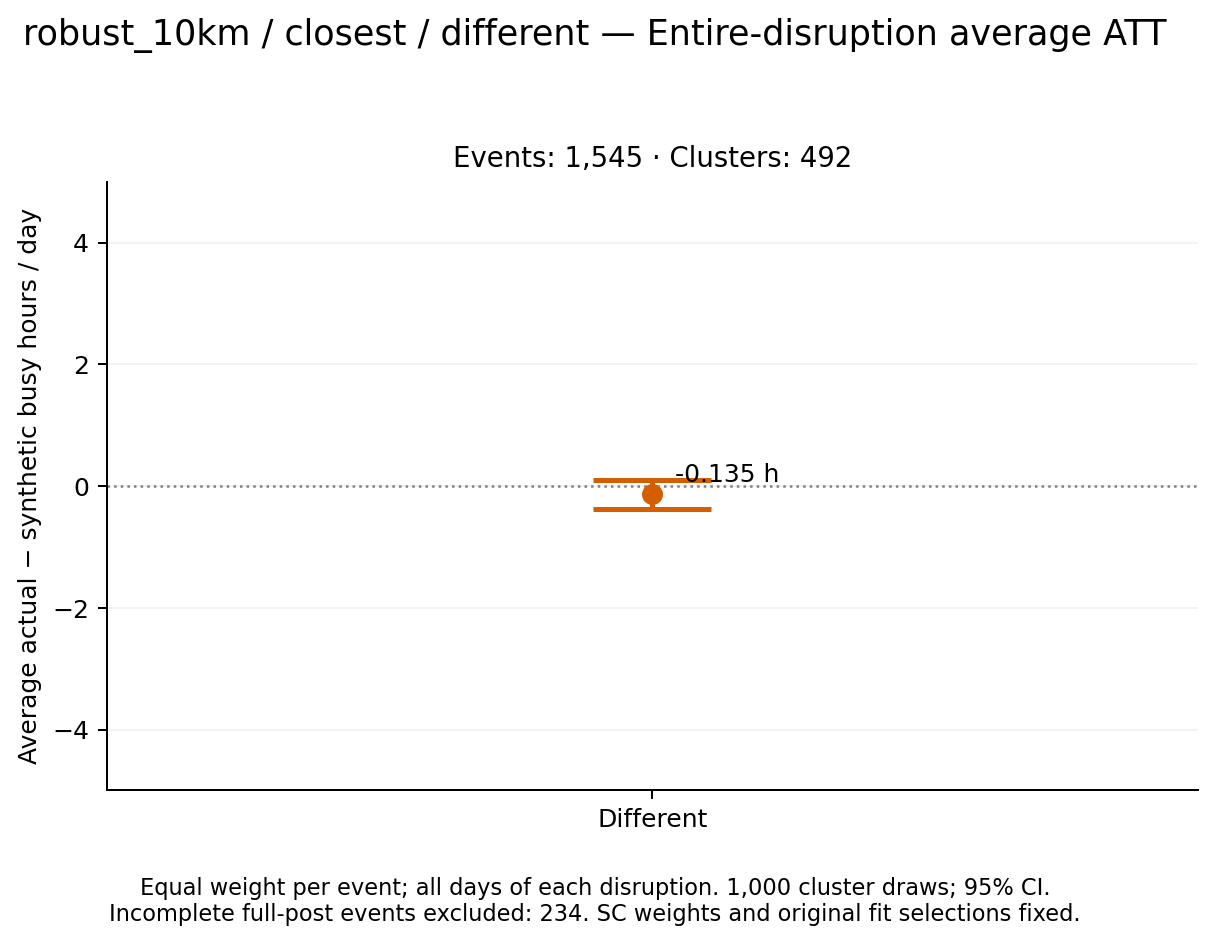 robust_10km / closest / different — Entire-disruption average ATT
Events: 1,545 · Clusters: 492
Average actual − synthetic busy hours / day
4
2
0
−2
−4
-0.135 h
Different
Equal weight per event; all days of each disruption. 1,000 cluster draws; 95% CI.
Incomplete full-post events excluded: 234. SC weights and original fit selections fixed.